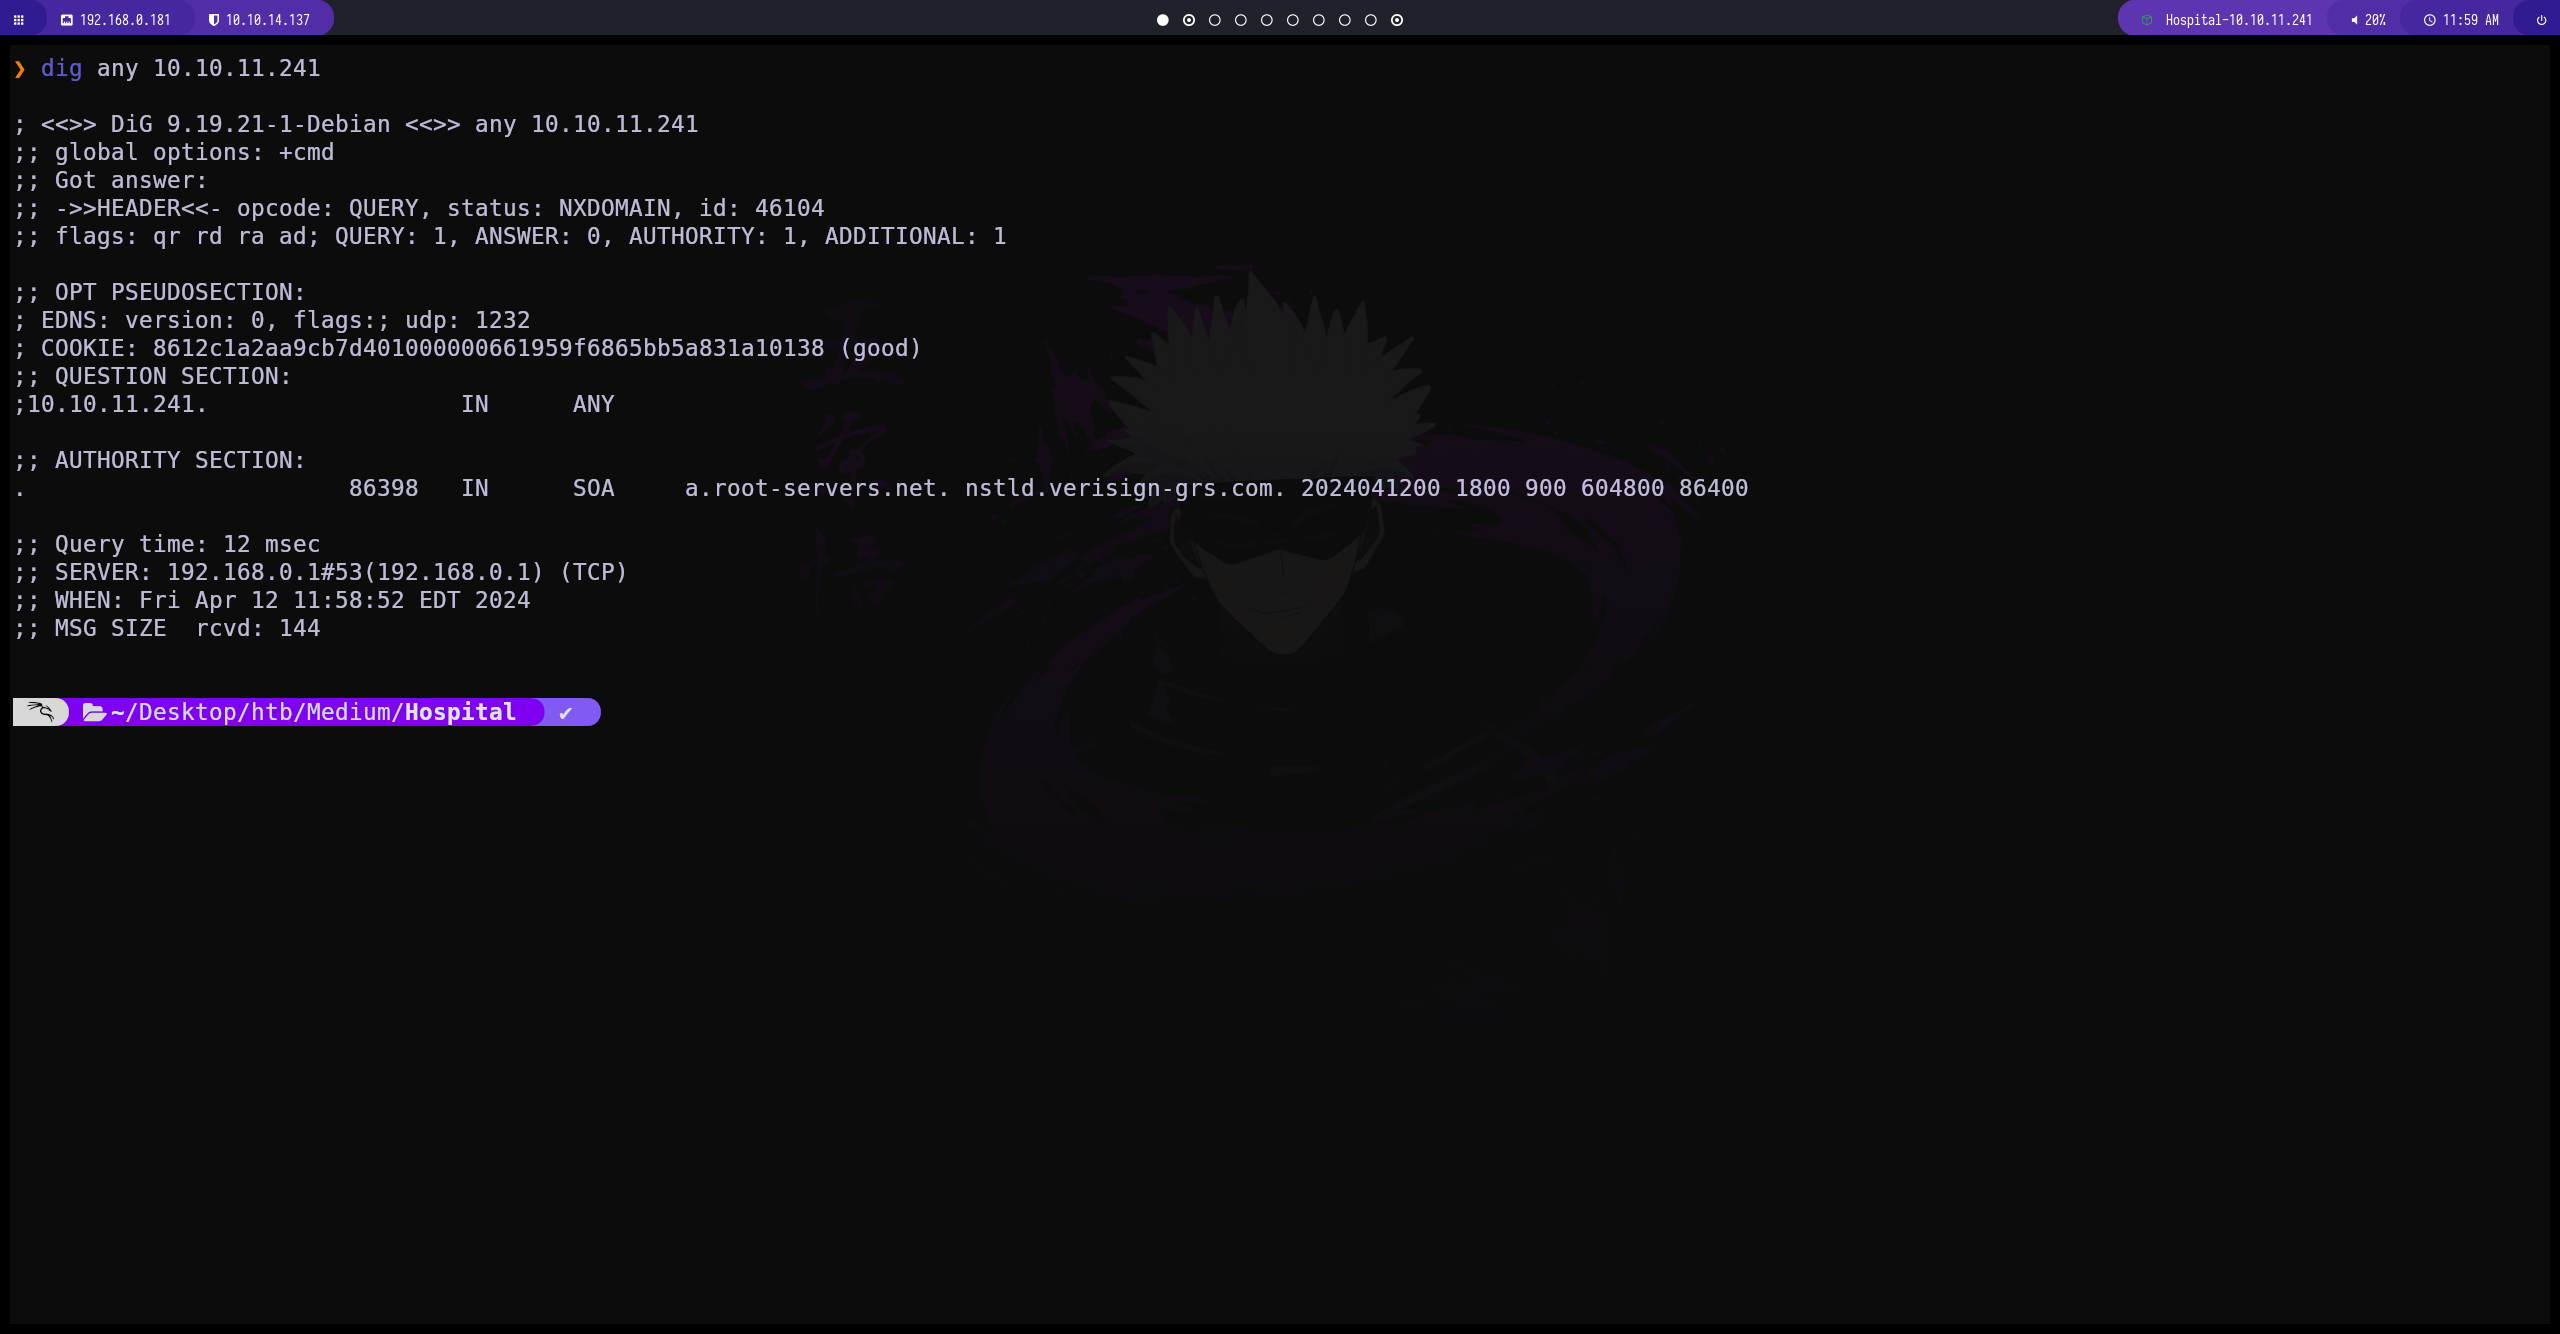 192.168.0.181 10.10.14.137 Hospital-10.10.11.241 20% 11:59 AM
❯ dig any 10.10.11.241
; <<>> DiG 9.19.21-1-Debian <<>> any 10.10.11.241
;; global options: +cmd
;; Got answer:
;; ->>HEADER<<- opcode: QUERY, status: NXDOMAIN, id: 46104
;; flags: qr rd ra ad; QUERY: 1, ANSWER: 0, AUTHORITY: 1, ADDITIONAL: 1
;; OPT PSEUDOSECTION:
; EDNS: version: 0, flags:; udp: 1232
; COOKIE: 8612c1a2aa9cb7d401000000661959f6865bb5a831a10138 (good)
;; QUESTION SECTION:
;10.10.11.241. IN ANY
;; AUTHORITY SECTION:
. 86398 IN SOA a.root-servers.net. nstld.verisign-grs.com. 2024041200 1800 900 604800 86400
;; Query time: 12 msec
;; SERVER: 192.168.0.1#53(192.168.0.1) (TCP)
;; WHEN: Fri Apr 12 11:58:52 EDT 2024
;; MSG SIZE  rcvd: 144
~/Desktop/htb/Medium/Hospital ✔